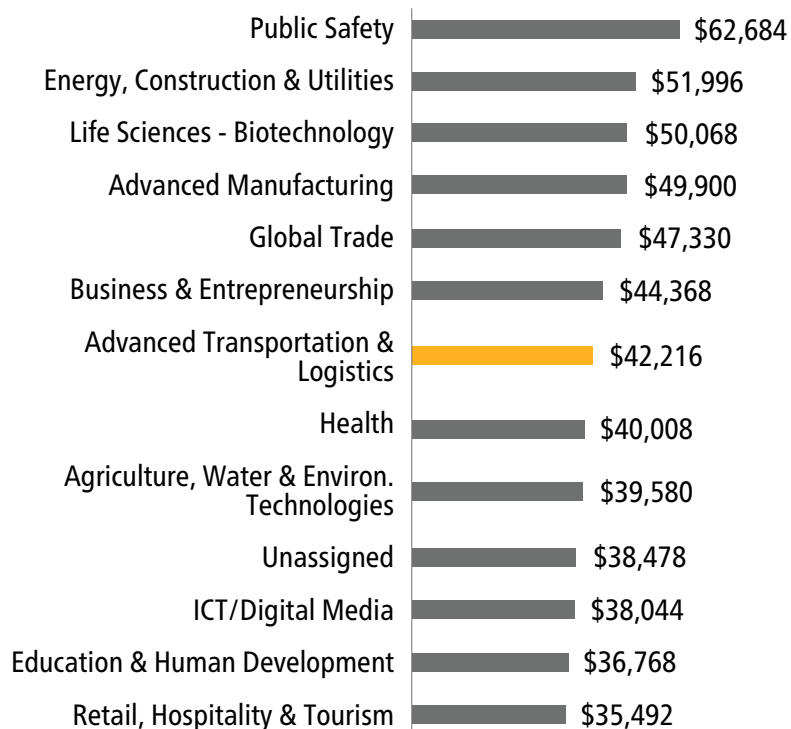 Public Safety $62,684
Energy, Construction & Utilities $51,996
Life Sciences - Biotechnology $50,068
Advanced Manufacturing $49,900
Global Trade $47,330
Business & Entrepreneurship $44,368
Advanced Transportation &
Logistics $42,216
Health $40,008
Agriculture, Water & Environ.
Technologies $39,580
Unassigned $38,478
ICT/Digital Media $38,044
Education & Human Development $36,768
Retail, Hospitality & Tourism $35,492